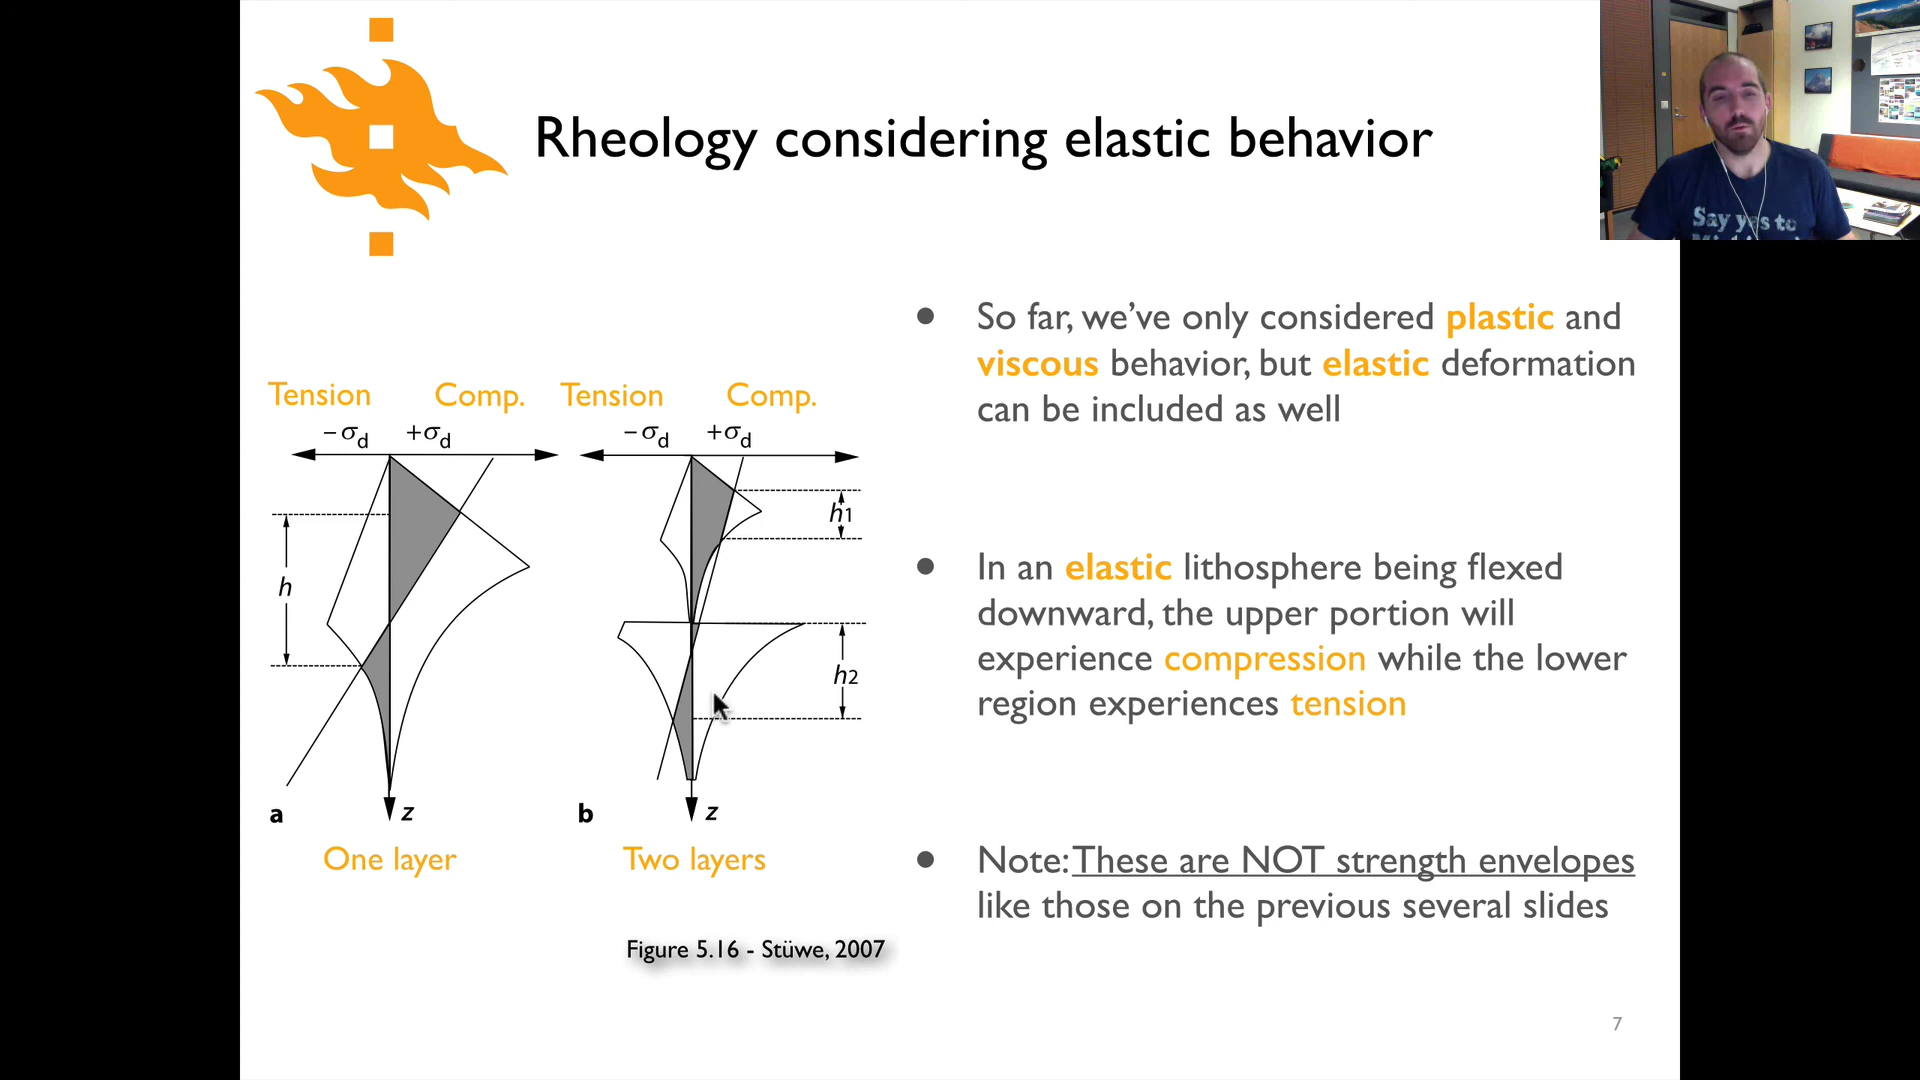 Rheology considering elastic behavior
Say yes to
Tension Comp. Tension Comp.
−σd +σd −σd +σd
h
h1
h2
a z b z
One layer Two layers
Figure 5.16 - Stüwe, 2007
• So far, we’ve only considered plastic and
viscous behavior, but elastic deformation
can be included as well
• In an elastic lithosphere being flexed
downward, the upper portion will
experience compression while the lower
region experiences tension
• Note: These are NOT strength envelopes
like those on the previous several slides
7